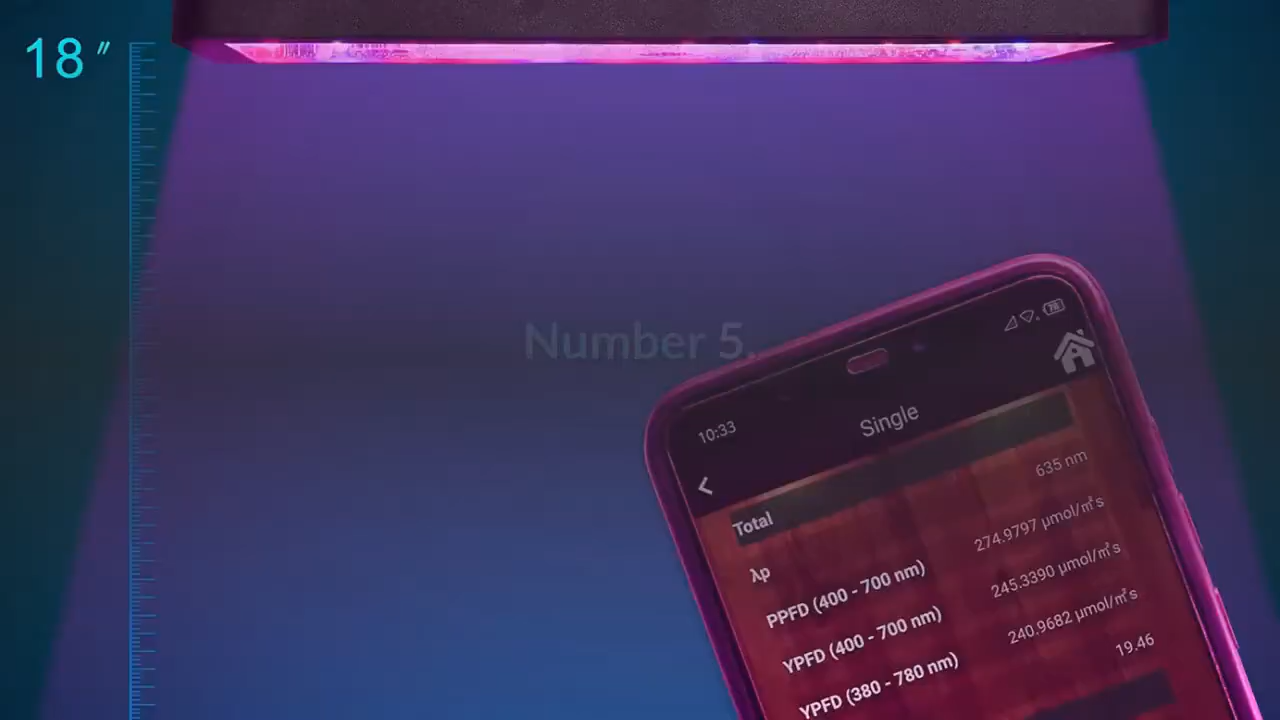 18″
Number 5.
78
10:33
Single
Total
λp 635 nm
PPFD (400 - 700 nm) 274.9797 μmol/㎡s
YPFD (400 - 700 nm) 245.3390 μmol/㎡s
YPFD (380 - 780 nm) 240.9682 μmol/㎡s
19.46